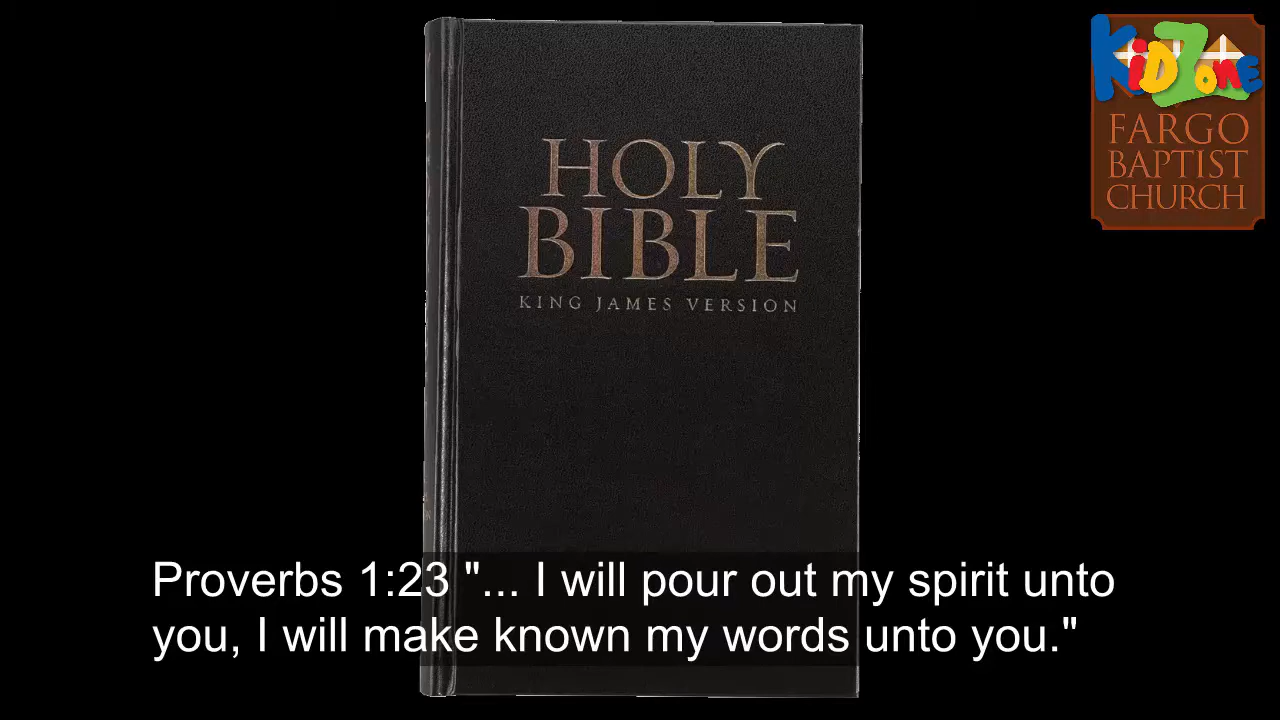 HOLY
BIBLE
KING JAMES VERSION
KiDZoNE
FARGO
BAPTIST
CHURCH
Proverbs 1:23 "... I will pour out my spirit unto
you, I will make known my words unto you."